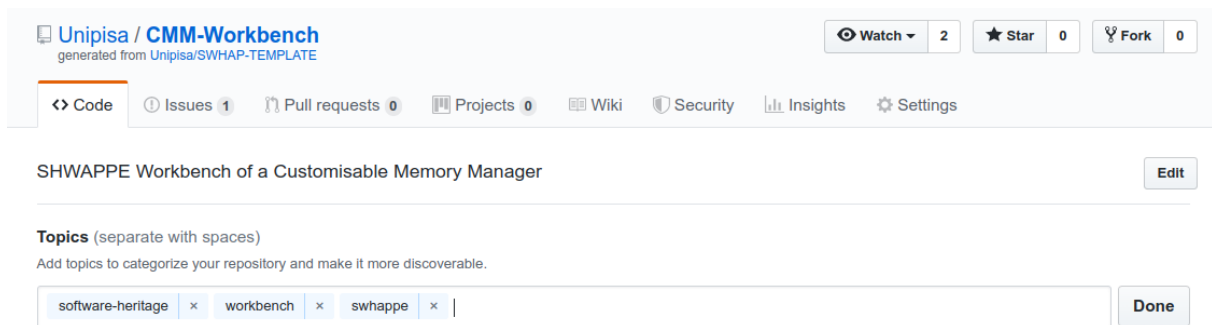 Unipisa / CMM-Workbench
generated from Unipisa/SWHAP-TEMPLATE
Watch 2 Star 0 Fork 0
Code Issues 1 Pull requests 0 Projects 0 Wiki Security Insights Settings
SHWAPPE Workbench of a Customisable Memory Manager
Edit
Topics (separate with spaces)
Add topics to categorize your repository and make it more discoverable.
software-heritage × workbench × swhappe ×
Done